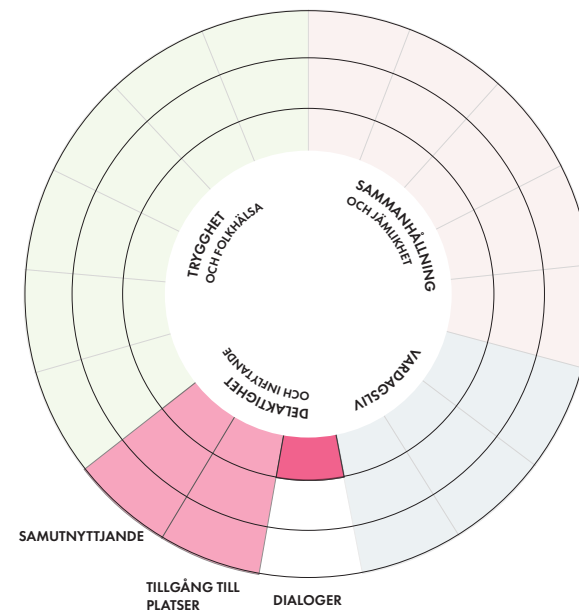 SAMMANHÅLLNING
OCH JÄMLIKHET
TRYGGHET
OCH FOLKHÄLSA
VARDAGSLIV
DELAKTIGHET
OCH INFLYTANDE
SAMUTNYTTJANDE
TILLGÅNG TILL
PLATSER
DIALOGER